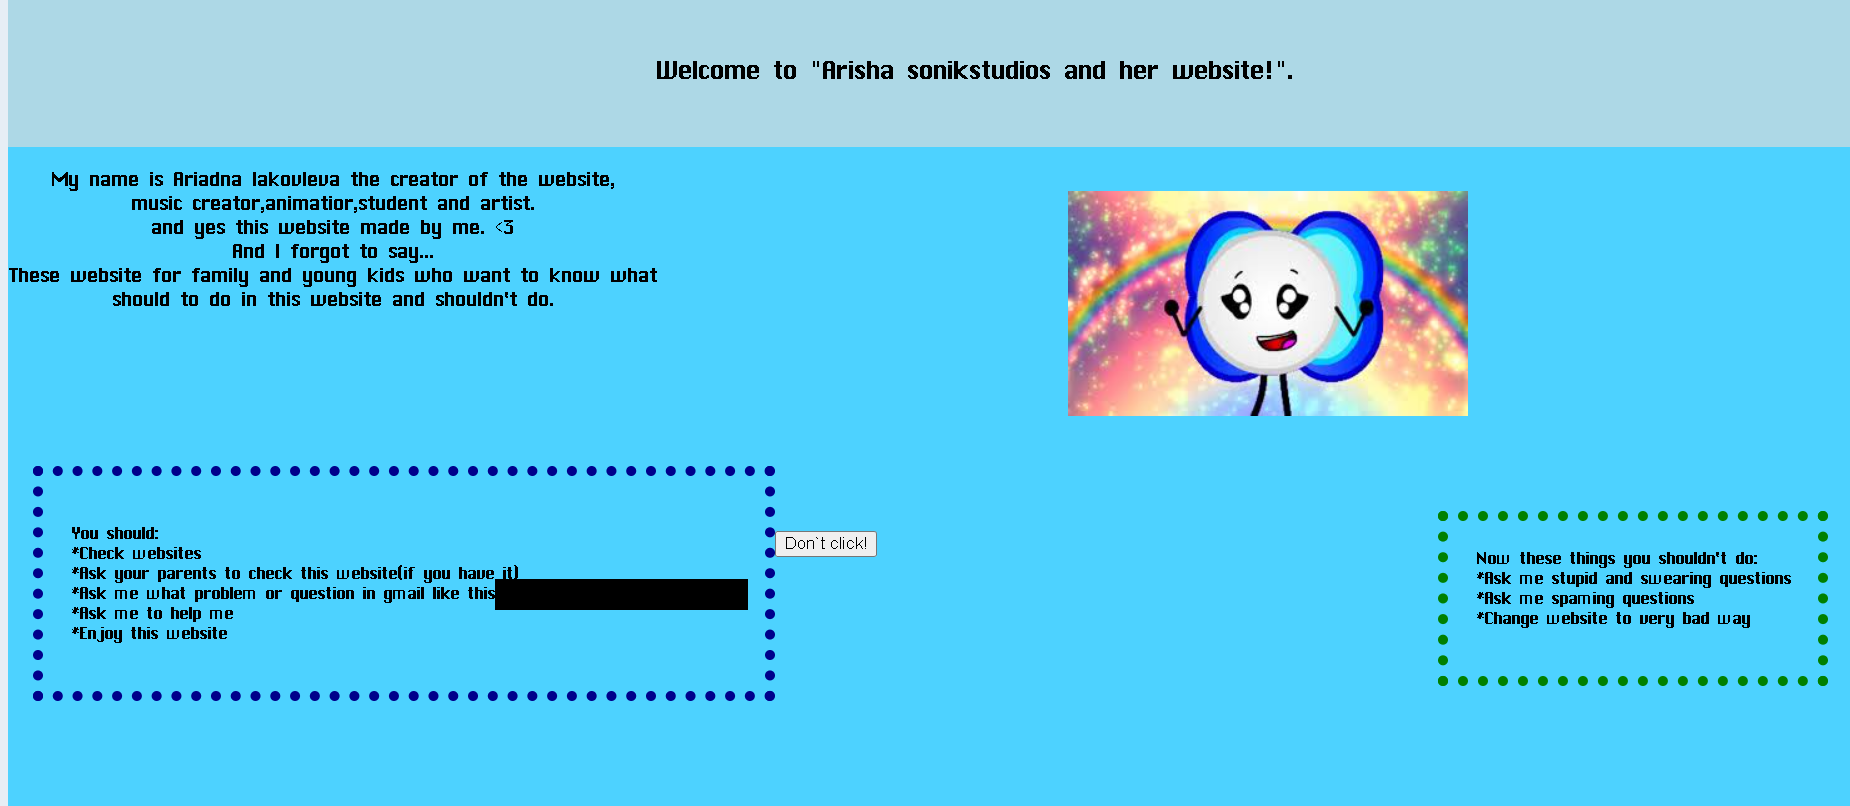 Welcome to "Arisha sonikstudios and her website!".
My name is Ariadna Iakovleva the creator of the website,
music creator,animatior,student and artist.
and yes this website made by me. <3
And I forgot to say...
These website for family and young kids who want to know what
should to do in this website and shouldn't do.
You should:
*Check websites
*Ask your parents to check this website(if you have it)
*Ask me what problem or question in gmail like this
*Ask me to help me
*Enjoy this website
Don`t click!
Now these things you shouldn't do:
*Ask me stupid and swearing questions
*Ask me spaming questions
*Change website to very bad way